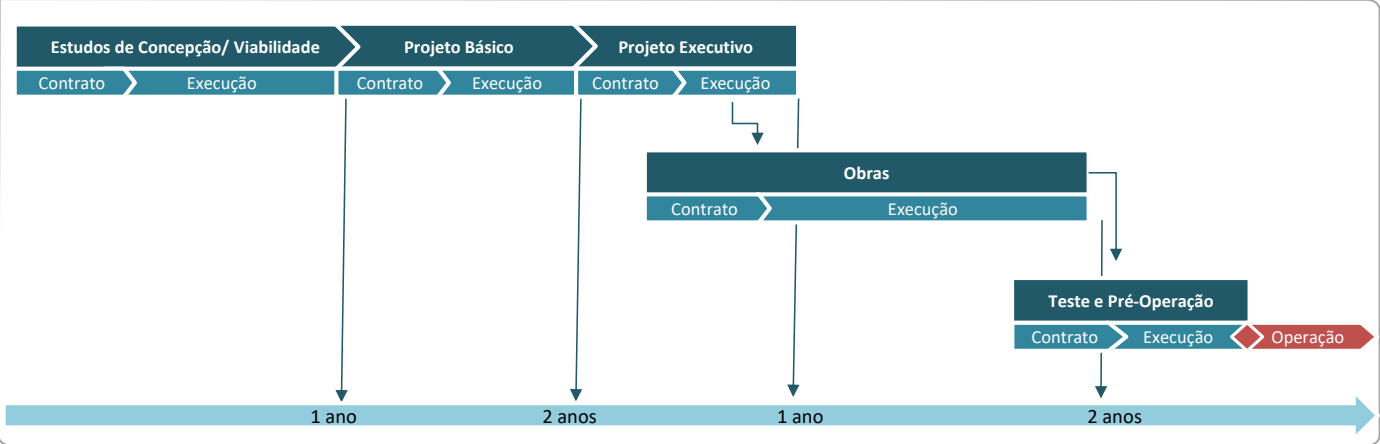 Estudos de Concepção/ Viabilidade
Projeto Básico
Projeto Executivo
Contrato
Execução
Contrato
Execução
Contrato
Execução
Obras
Contrato
Execução
Teste e Pré-Operação
Contrato
Execução
Operação
1 ano
2 anos
1 ano
2 anos